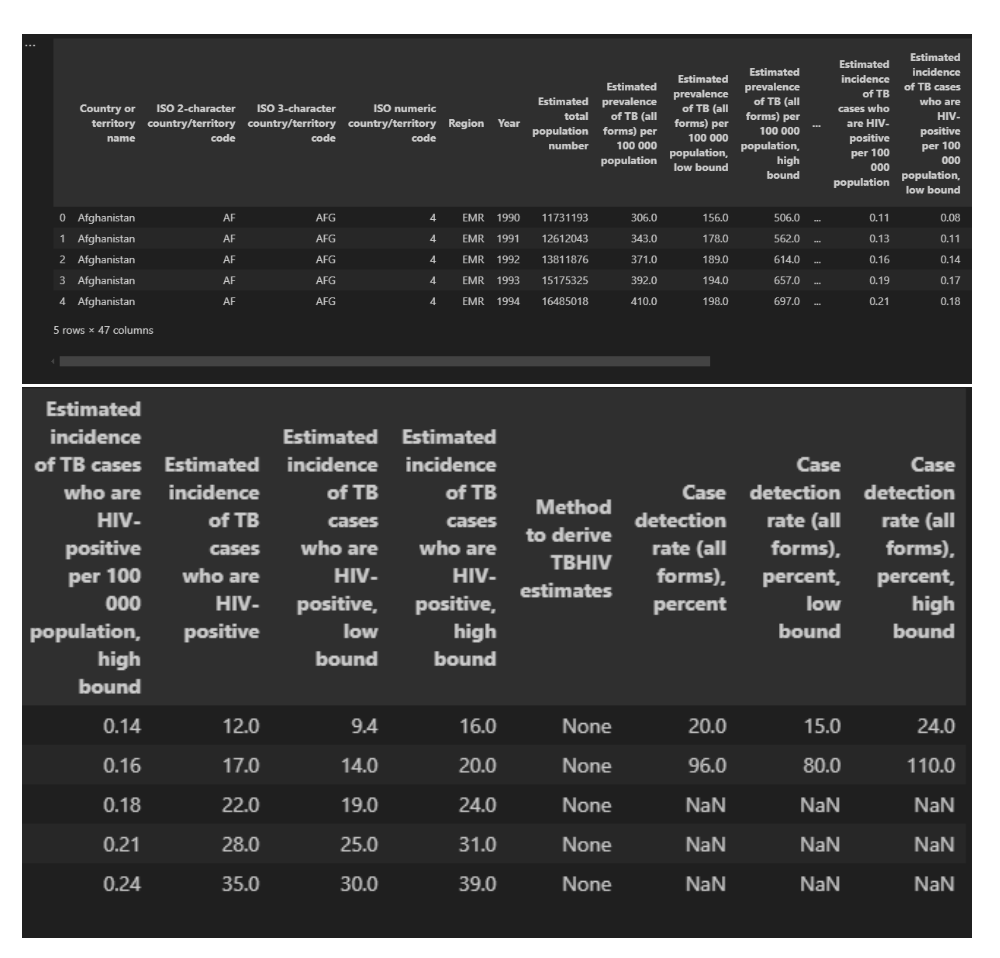 ...
Country or territory name ISO 2-character country/territory code ISO 3-character country/territory code ISO numeric country/territory code Region Year Estimated total population number Estimated prevalence of TB (all forms) per 100 000 population Estimated prevalence of TB (all forms) per 100 000 population, low bound Estimated prevalence of TB (all forms) per 100 000 population, high bound ... Estimated incidence of TB cases who are HIV-positive per 100 000 population Estimated incidence of TB cases who are HIV-positive per 100 000 population, low bound
0 Afghanistan AF AFG 4 EMR 1990 11731193 306.0 156.0 506.0 ... 0.11 0.08
1 Afghanistan AF AFG 4 EMR 1991 12612043 343.0 178.0 562.0 ... 0.13 0.11
2 Afghanistan AF AFG 4 EMR 1992 13811876 371.0 189.0 614.0 ... 0.16 0.14
3 Afghanistan AF AFG 4 EMR 1993 15175325 392.0 194.0 657.0 ... 0.19 0.17
4 Afghanistan AF AFG 4 EMR 1994 16485018 410.0 198.0 697.0 ... 0.21 0.18
5 rows × 47 columns
Estimated incidence of TB cases who are HIV-positive per 100 000 population, high bound Estimated incidence of TB cases who are HIV-positive Estimated incidence of TB cases who are HIV-positive, low bound Estimated incidence of TB cases who are HIV-positive, high bound Method to derive TBHIV estimates Case detection rate (all forms), percent Case detection rate (all forms), percent, low bound Case detection rate (all forms), percent, high bound
0.14 12.0 9.4 16.0 None 20.0 15.0 24.0
0.16 17.0 14.0 20.0 None 96.0 80.0 110.0
0.18 22.0 19.0 24.0 None NaN NaN NaN
0.21 28.0 25.0 31.0 None NaN NaN NaN
0.24 35.0 30.0 39.0 None NaN NaN NaN